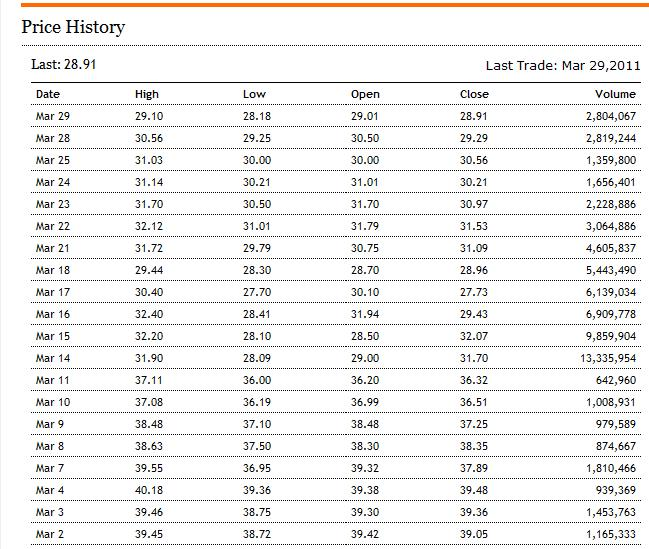 Price History
Last: 28.91 Last Trade: Mar 29,2011
Date High Low Open Close Volume
Mar 29 29.10 28.18 29.01 28.91 2,804,067
Mar 28 30.56 29.25 30.50 29.29 2,819,244
Mar 25 31.03 30.00 30.00 30.56 1,359,800
Mar 24 31.14 30.21 31.01 30.21 1,656,401
Mar 23 31.70 30.50 31.70 30.97 2,228,886
Mar 22 32.12 31.01 31.79 31.53 3,064,886
Mar 21 31.72 29.79 30.75 31.09 4,605,837
Mar 18 29.44 28.30 28.70 28.96 5,443,490
Mar 17 30.40 27.70 30.10 27.73 6,139,034
Mar 16 32.40 28.41 31.94 29.43 6,909,778
Mar 15 32.20 28.10 28.50 32.07 9,859,904
Mar 14 31.90 28.09 29.00 31.70 13,335,954
Mar 11 37.11 36.00 36.20 36.32 642,960
Mar 10 37.08 36.19 36.99 36.51 1,008,931
Mar 9 38.48 37.10 38.48 37.25 979,589
Mar 8 38.63 37.50 38.30 38.35 874,667
Mar 7 39.55 36.95 39.32 37.89 1,810,466
Mar 4 40.18 39.36 39.38 39.48 939,369
Mar 3 39.46 38.75 39.30 39.36 1,453,763
Mar 2 39.45 38.72 39.42 39.05 1,165,333